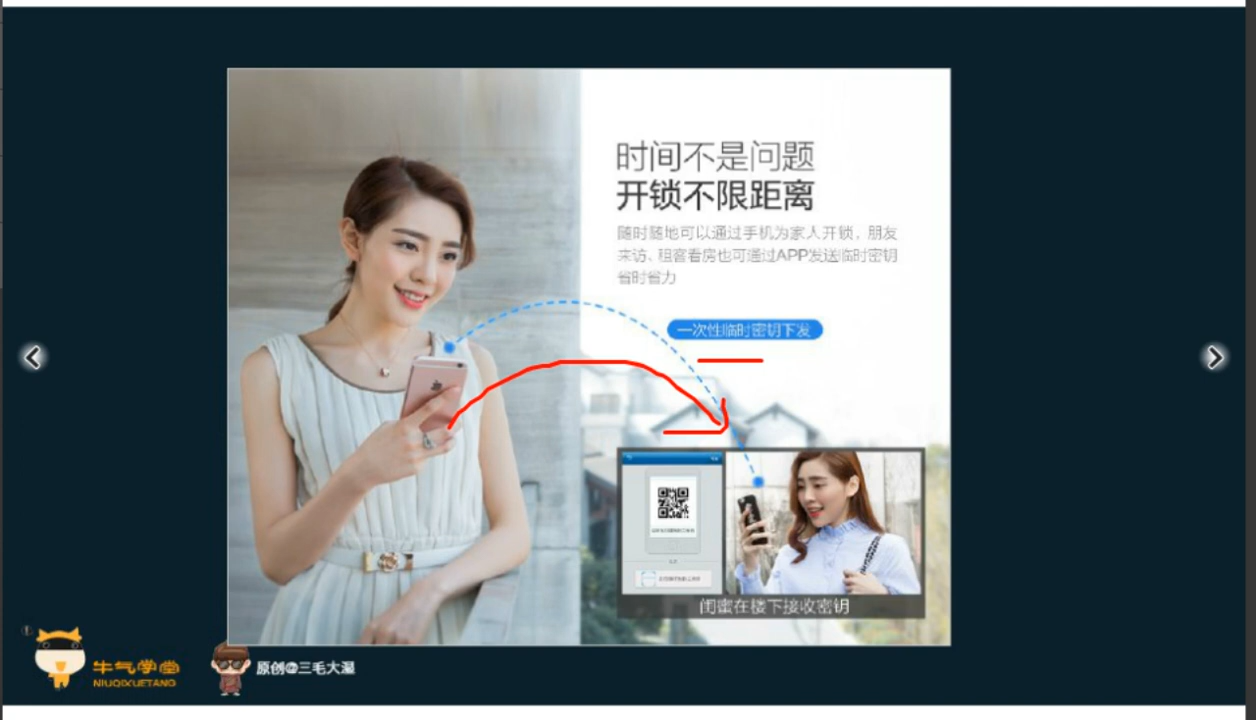 时间不是问题
开锁不限距离
随时随地可以通过手机为家人开锁，朋友
来访、租客看房也可通过APP发送临时密钥
省时省力
一次性临时密钥下发
闺蜜在楼下接收密钥
牛气学堂
NIUQIXUETANG
原创@三毛大湿